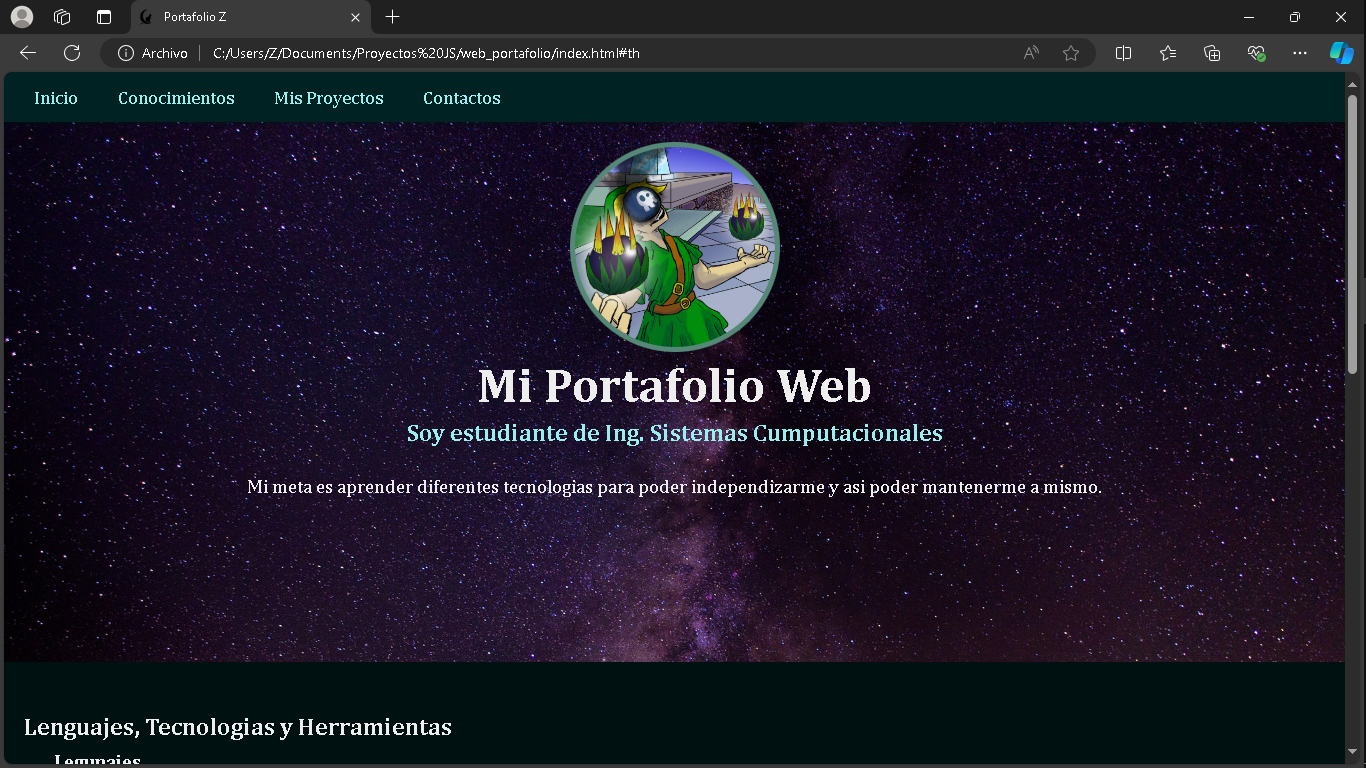 Portafolio Z
Archivo
C:/Users/Z/Documents/Proyectos%20JS/web_portafolio/index.html#th
Inicio Conocimientos Mis Proyectos Contactos
Mi Portafolio Web
Soy estudiante de Ing. Sistemas Cumputacionales
Mi meta es aprender diferentes tecnologias para poder independizarme y asi poder mantenerme a mismo.
Lenguajes, Tecnologias y Herramientas